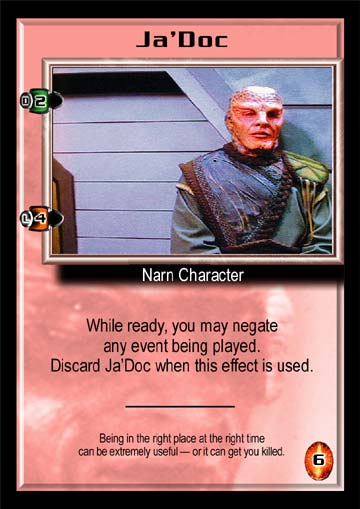 Ja'Doc
D 2
L 4
Narn Character
While ready, you may negate
any event being played.
Discard Ja'Doc when this effect is used.
Being in the right place at the right time
can be extremely useful — or it can get you killed.
6